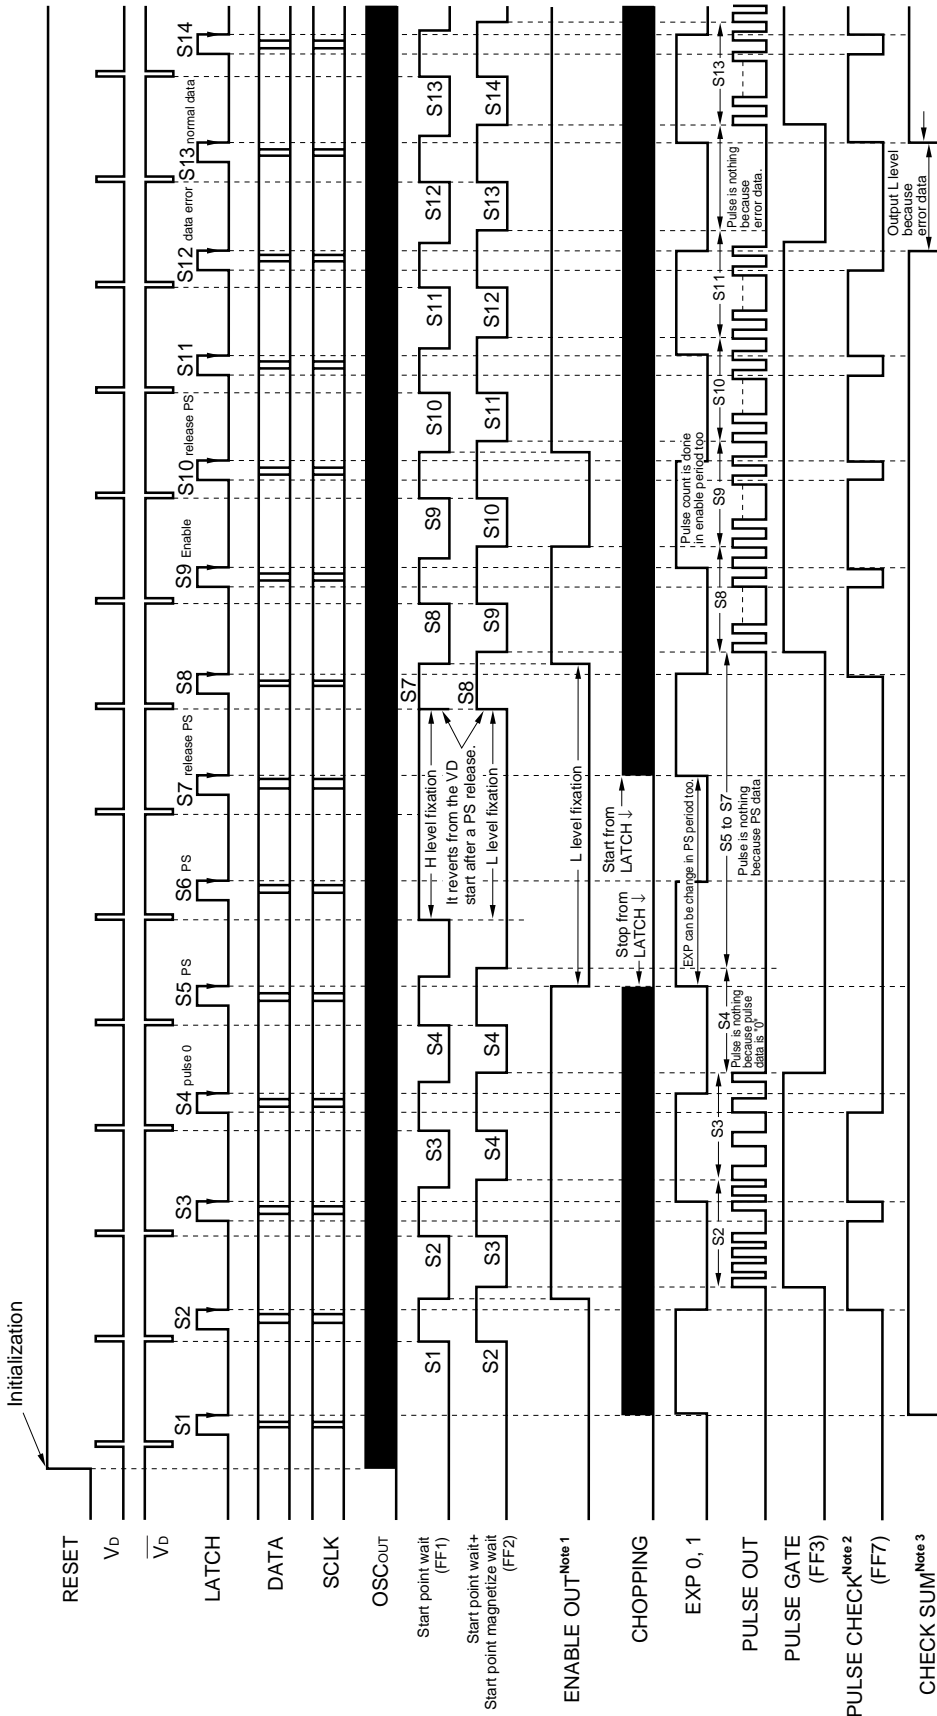 Initialization
RESET
VD
VD
LATCH
S1
S2
S3
S4 pulse 0
S5 PS
S6 PS
S7 release PS
S8
S9 Enable
S10 release PS
S11
S12 data error
S13 normal data
S14
DATA
SCLK
OSCOUT
Start point wait
(FF1)
S1
S2
S3
S4
H level fixation
S7
S8
S9
S10
S11
S12
S13
It reverts from the VD
start after a PS release.
Start point wait+
Start point magnetize wait
(FF2)
S2
S3
S4
S4
L level fixation
S8
S9
S10
S11
S12
S13
S14
ENABLE OUT Note 1
L level fixation
CHOPPING
Stop from
LATCH ↓
Start from
LATCH ↓
EXP 0, 1
EXP can be change in PS period too.
Pulse count is done
in enable period too
PULSE OUT
S2
S3
S4
Pulse is nothing
because pulse
data is "0"
S5 to S7
Pulse is nothing
because PS data
S8
S9
S10
S11
Pulse is nothing
because
error data.
S13
PULSE GATE
(FF3)
PULSE CHECK Note 2
(FF7)
CHECK SUM Note 3
Output L level
because
error data